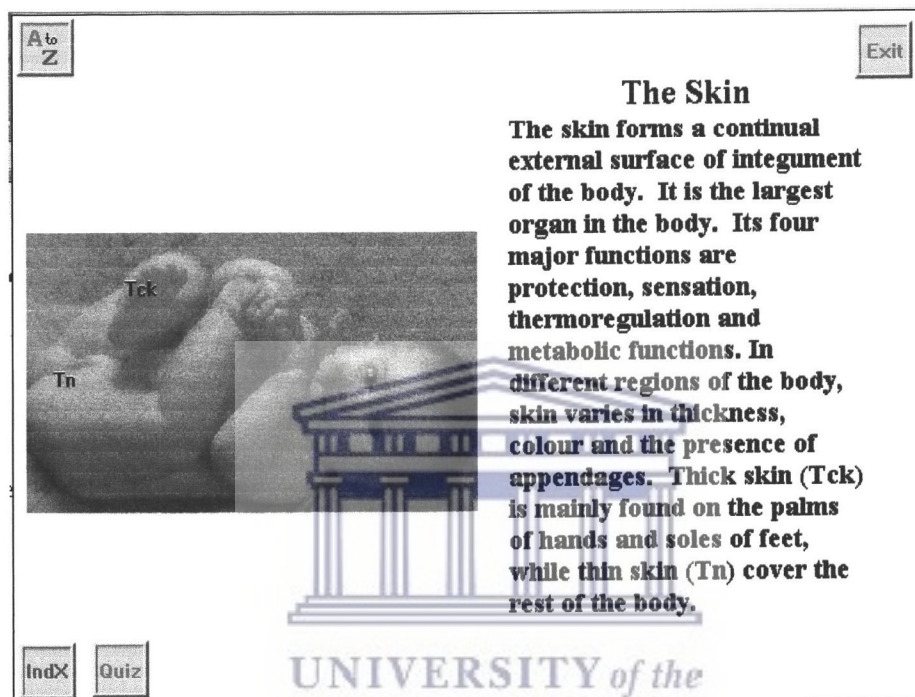 A to Z
Exit
The Skin
The skin forms a continual
external surface of integument
of the body. It is the largest
organ in the body. Its four
major functions are
protection, sensation,
thermoregulation and
metabolic functions. In
different regions of the body,
skin varies in thickness,
colour and the presence of
appendages. Thick skin (Tck)
is mainly found on the palms
of hands and soles of feet,
while thin skin (Tn) cover the
rest of the body.
Tck
Tn
IndX
Quiz
UNIVERSITY of the